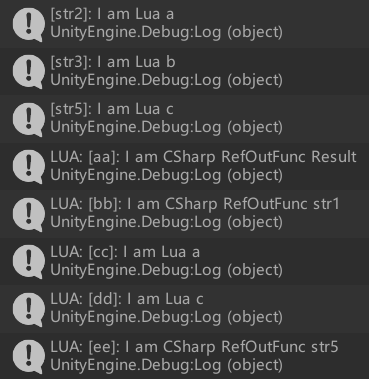 [str2]: I am Lua a
UnityEngine.Debug:Log (object)
[str3]: I am Lua b
UnityEngine.Debug:Log (object)
[str5]: I am Lua c
UnityEngine.Debug:Log (object)
LUA: [aa]: I am CSharp RefOutFunc Result
UnityEngine.Debug:Log (object)
LUA: [bb]: I am CSharp RefOutFunc str1
UnityEngine.Debug:Log (object)
LUA: [cc]: I am Lua a
UnityEngine.Debug:Log (object)
LUA: [dd]: I am Lua c
UnityEngine.Debug:Log (object)
LUA: [ee]: I am CSharp RefOutFunc str5
UnityEngine.Debug:Log (object)